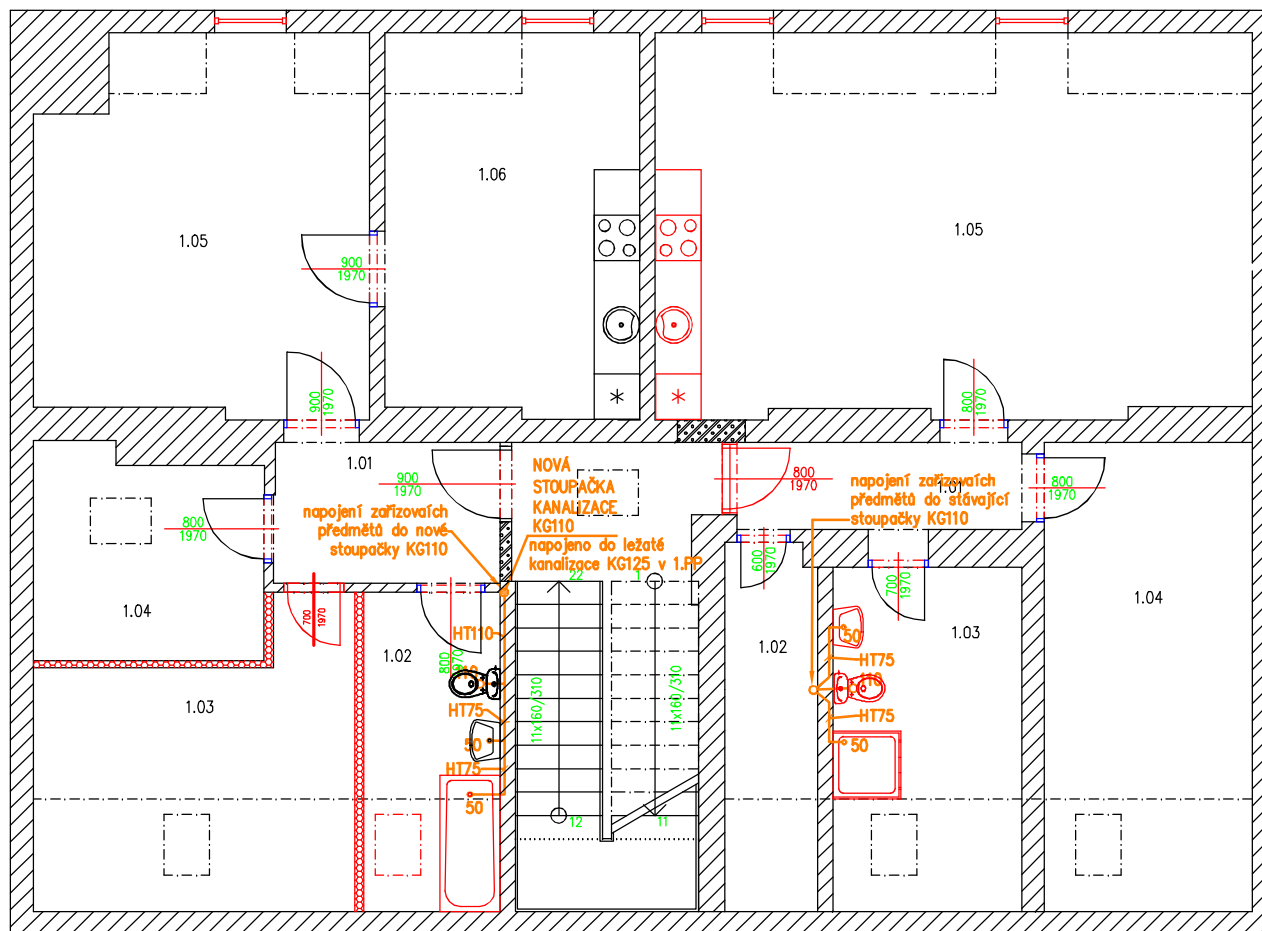 1.06
1.05
1.05
900
1970
900
1970
800
1970
1.01
900
1970
NOVÁ
STOUPAČKA
KANALIZACE
KG110
napojeno do ležaté
kanalizace KG125 v 1.PP
800
1970
1.01
napojení zařizovaích
předmětů do stávající
stoupačky KG110
800
1970
napojení zařizovaích
předmětů do nové
stoupačky KG110
800
1970
22
1
600
1970
700
1970
1.04
700
1970
1.02
HT110
800
1970
1.02
50
HT75
110
HT75
50
1.03
1.04
1.03
HT75
50
HT75
50
11x160/310
11x160/310
12
11